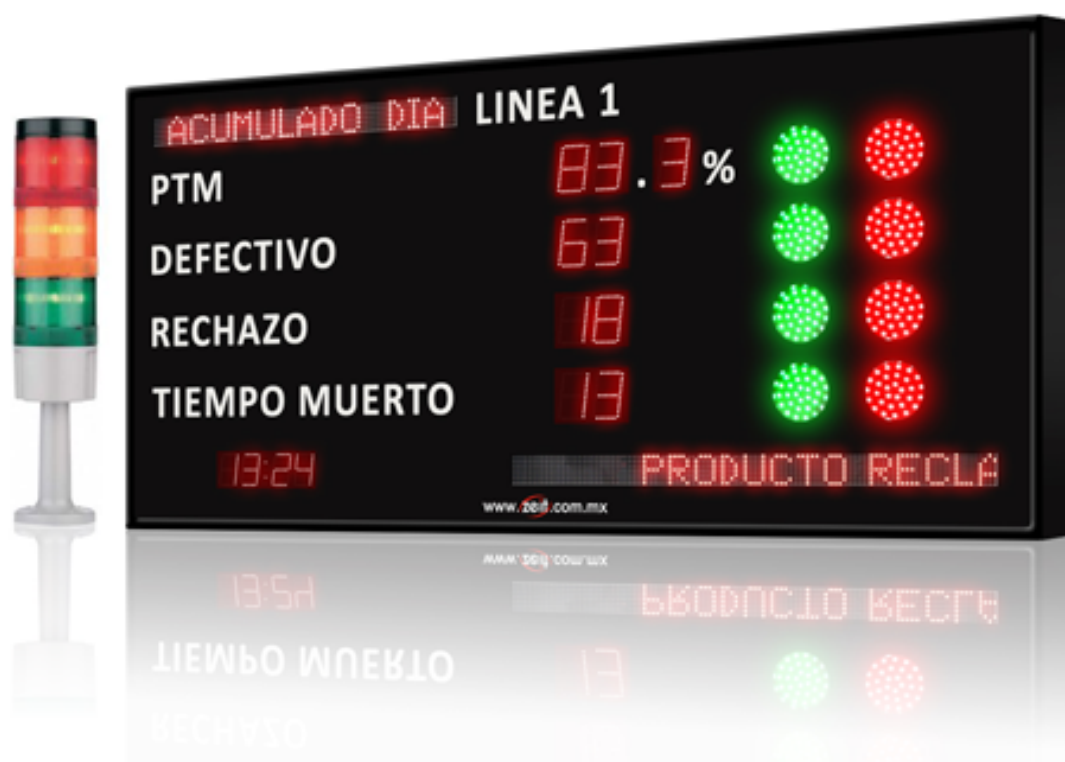 ACUMULADO DIA LINEA 1
PTM 83.3%
DEFECTIVO 63
RECHAZO 18
TIEMPO MUERTO 13
13:24 PRODUCTO RECLA
www.zeit.com.mx